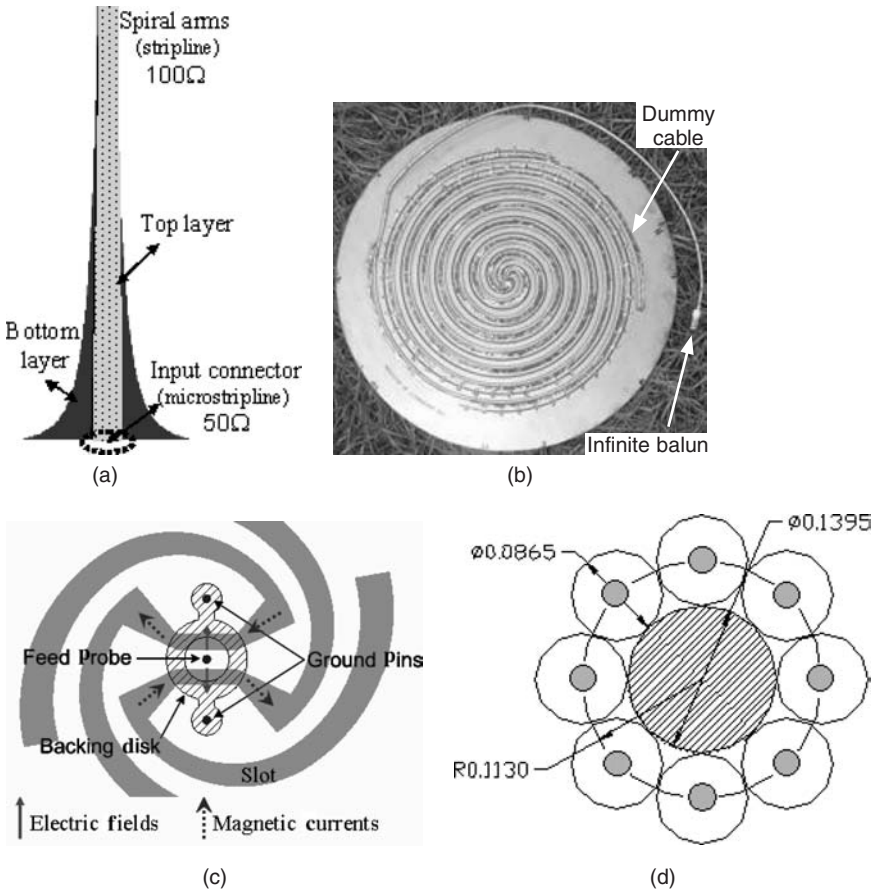 Spiral arms
(stripline)
100Ω
Top layer
Bottom
layer
Input connector
(microstripline)
50Ω
(a)
Dummy
cable
Infinite balun
(b)
Feed Probe
Ground Pins
Backing disk
Slot
Electric fields
Magnetic currents
(c)
ø0.0865
ø0.1395
R0.1130
(d)